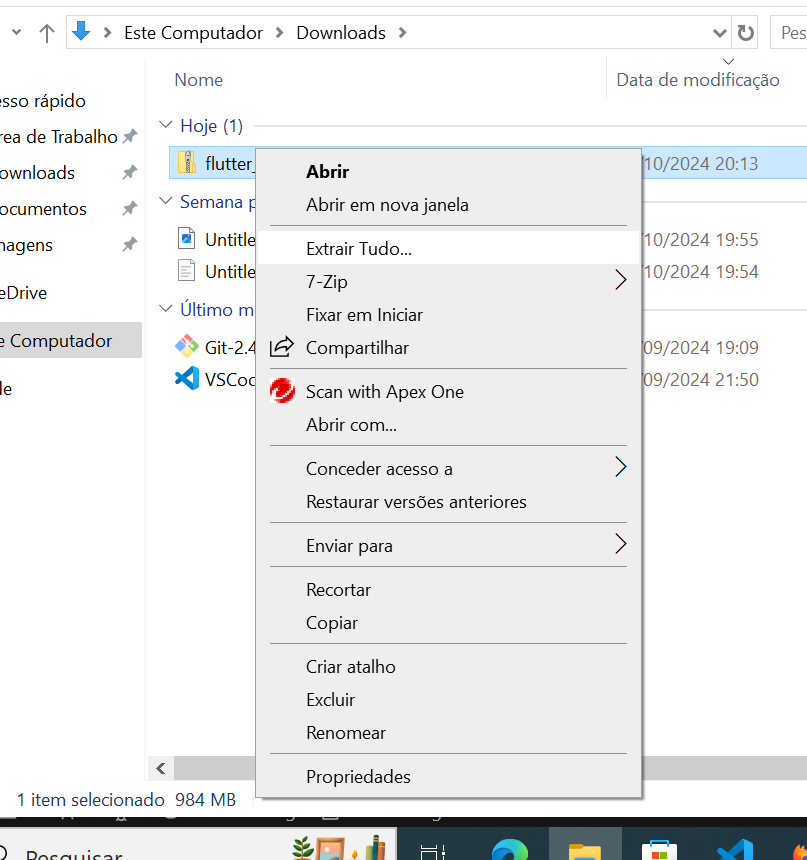 Este Computador Downloads Pes
Nome Data de modificação
esso rápido
Hoje (1)
rea de Trabalho
flutter_ /10/2024 20:13
ownloads
Semana p
ocumentos
Untitle /10/2024 19:55
magens
Untitle /10/2024 19:54
eDrive
Último m
e Computador
Git-2.4 /09/2024 19:09
VSCod /09/2024 21:50
le
Abrir
Abrir em nova janela
Extrair Tudo...
7-Zip
Fixar em Iniciar
Compartilhar
Scan with Apex One
Abrir com...
Conceder acesso a
Restaurar versões anteriores
Enviar para
Recortar
Copiar
Criar atalho
Excluir
Renomear
Propriedades
1 item selecionado 984 MB
Pesquisar